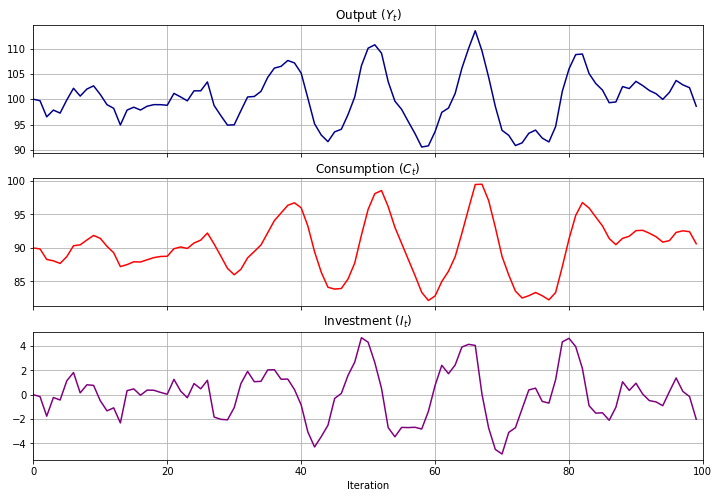 Output ($Y_t$)
110
105
100
95
90
Consumption ($C_t$)
100
95
90
85
Investment ($I_t$)
4
2
0
−2
−4
0 20 40 60 80 100
Iteration